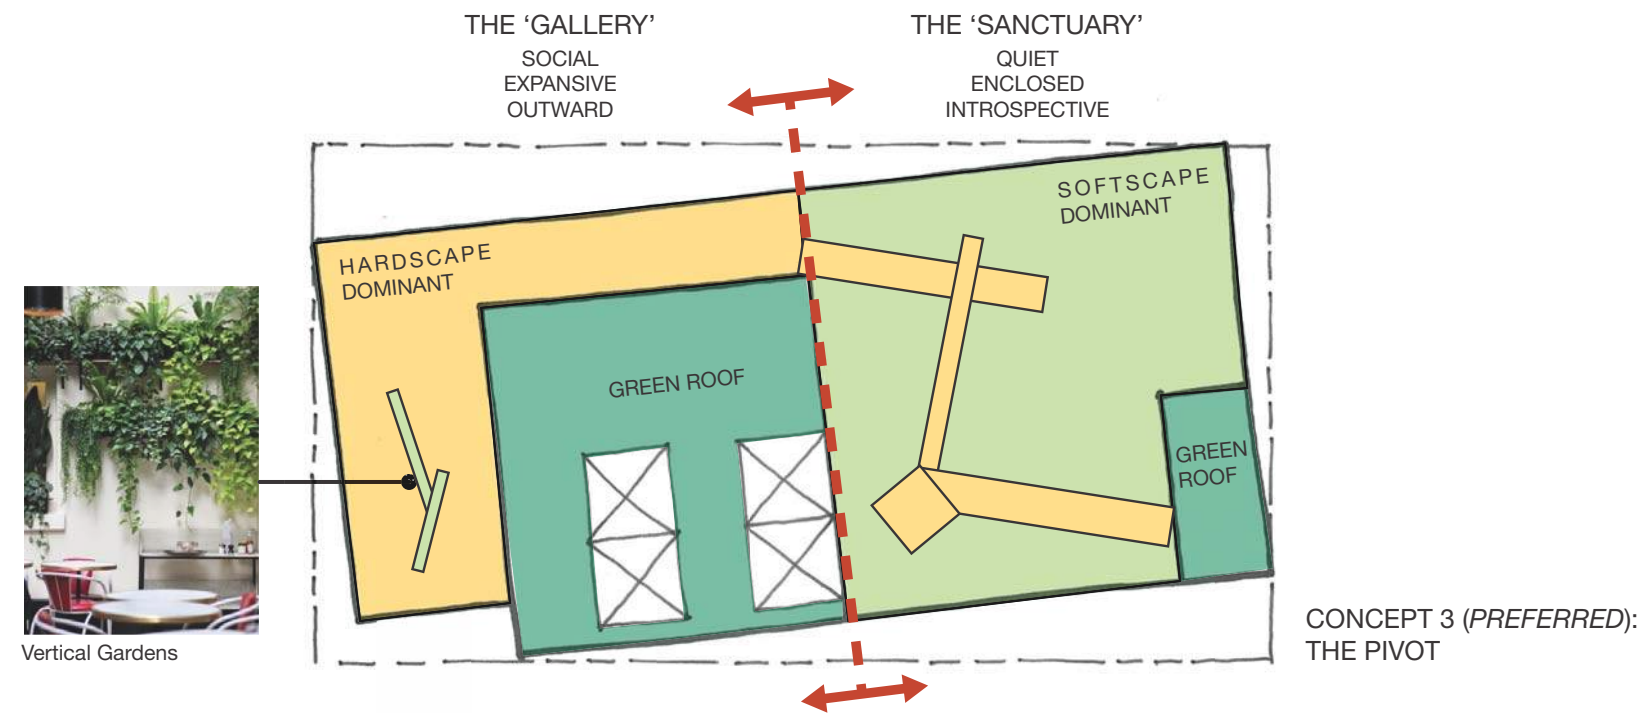 THE ‘GALLERY’
SOCIAL
EXPANSIVE
OUTWARD
THE ‘SANCTUARY’
QUIET
ENCLOSED
INTROSPECTIVE
SOFTSCAPE
DOMINANT
HARDSCAPE
DOMINANT
GREEN ROOF
GREEN
ROOF
Vertical Gardens
CONCEPT 3 (PREFERRED):
THE PIVOT